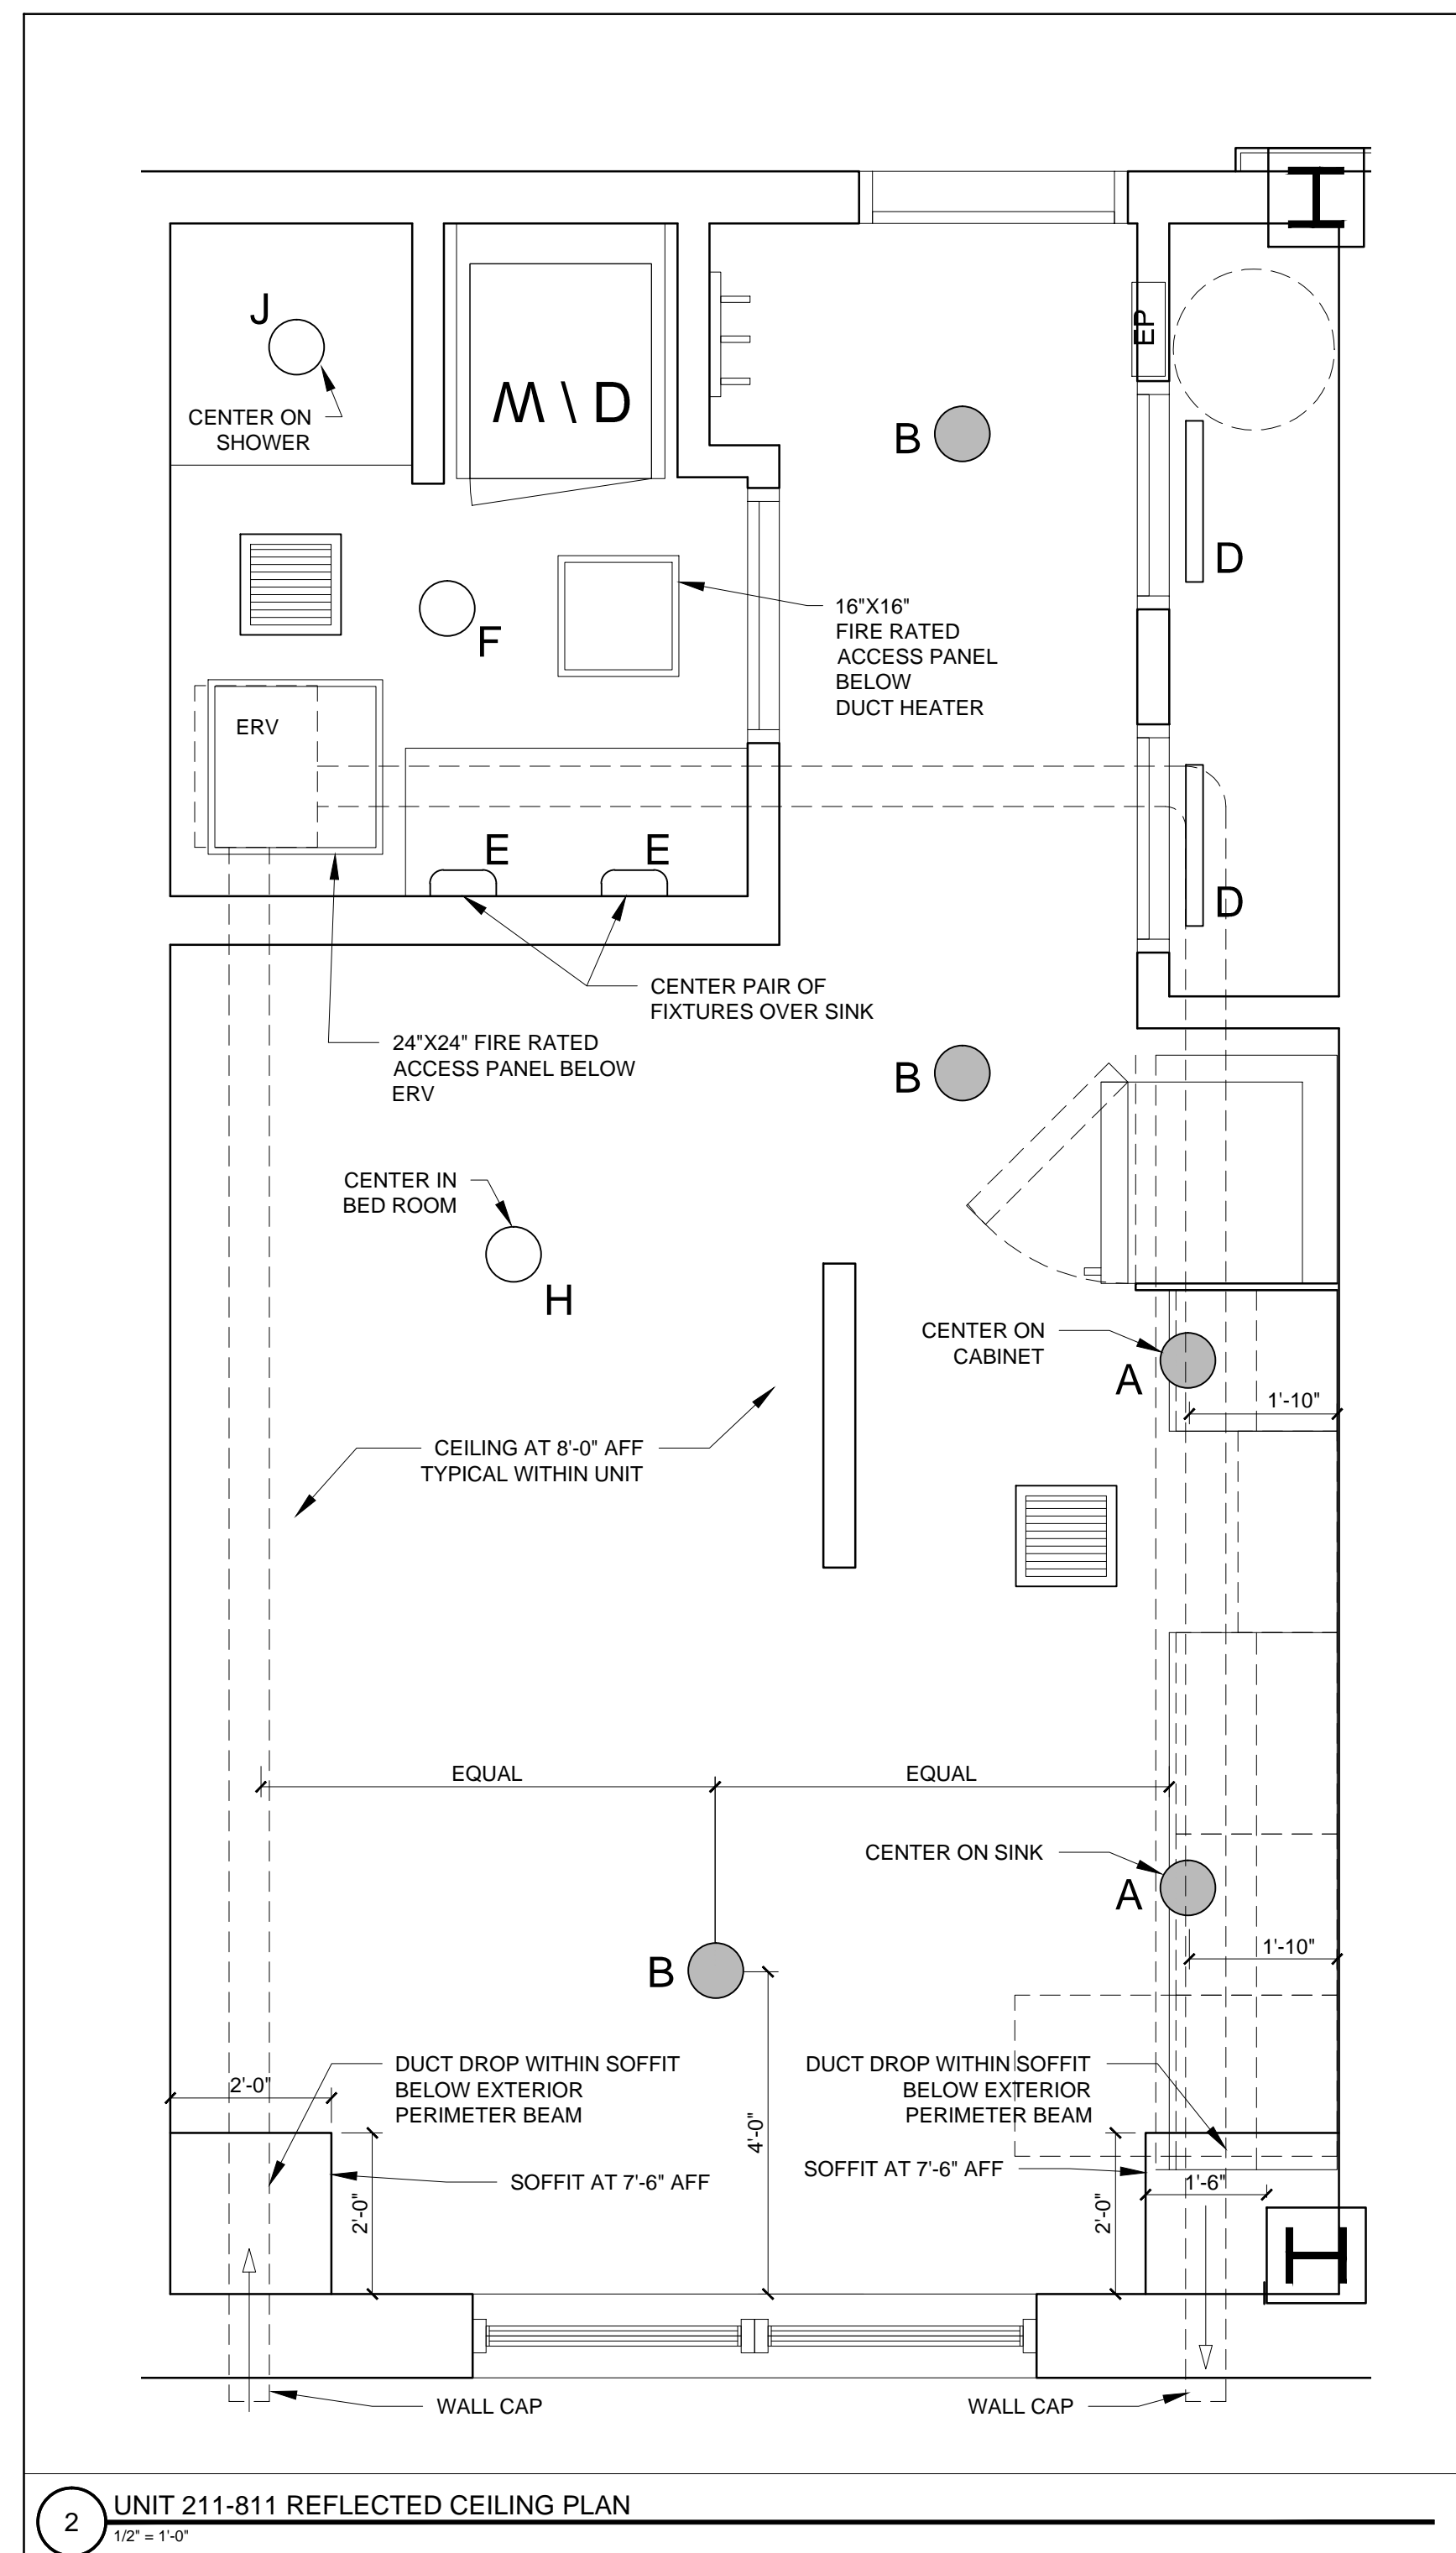 I
J
CENTER ON
SHOWER
W \ D
EP
B
D
16"X16"
FIRE RATED
ACCESS PANEL
BELOW
DUCT HEATER
F
ERV
E
E
D
CENTER PAIR OF
FIXTURES OVER SINK
24"X24" FIRE RATED
ACCESS PANEL BELOW
ERV
B
CENTER IN
BED ROOM
H
CENTER ON
CABINET
A
1'-10"
CEILING AT 8'-0" AFF
TYPICAL WITHIN UNIT
EQUAL
EQUAL
CENTER ON SINK
A
1'-10"
B
DUCT DROP WITHIN SOFFIT
BELOW EXTERIOR
PERIMETER BEAM
DUCT DROP WITHIN SOFFIT
BELOW EXTERIOR
PERIMETER BEAM
2'-0"
4'-0"
SOFFIT AT 7'-6" AFF
SOFFIT AT 7'-6" AFF
1'-6"
2'-0"
2'-0"
H
WALL CAP
WALL CAP
2
UNIT 211-811 REFLECTED CEILING PLAN
1/2" = 1'-0"